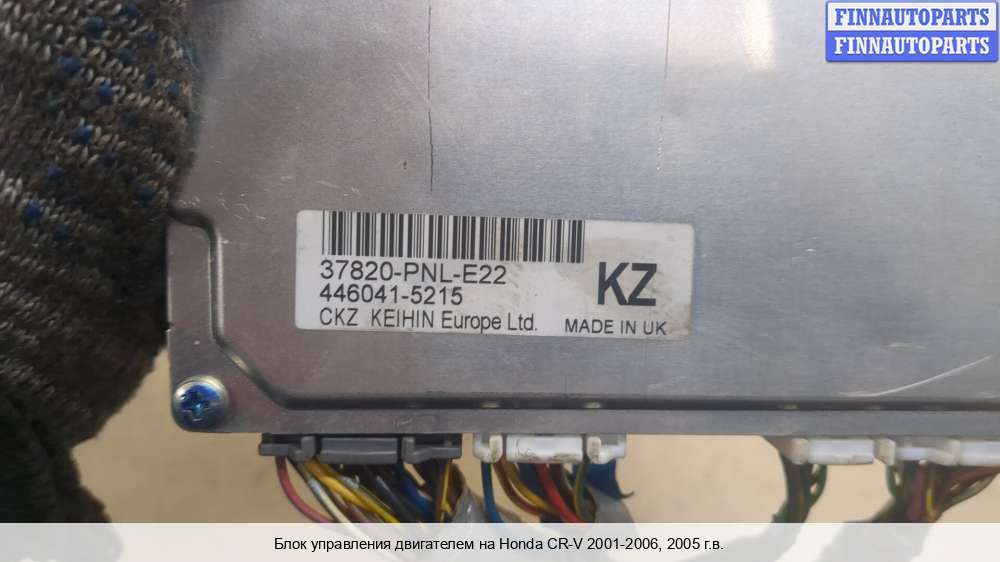 FINNAUTOPARTS
FINNAUTOPARTS
37820-PNL-E22
446041-5215
KZ
CKZ KEIHIN Europe Ltd. MADE IN UK
Блок управления двигателем на Honda CR-V 2001-2006, 2005 г.в.